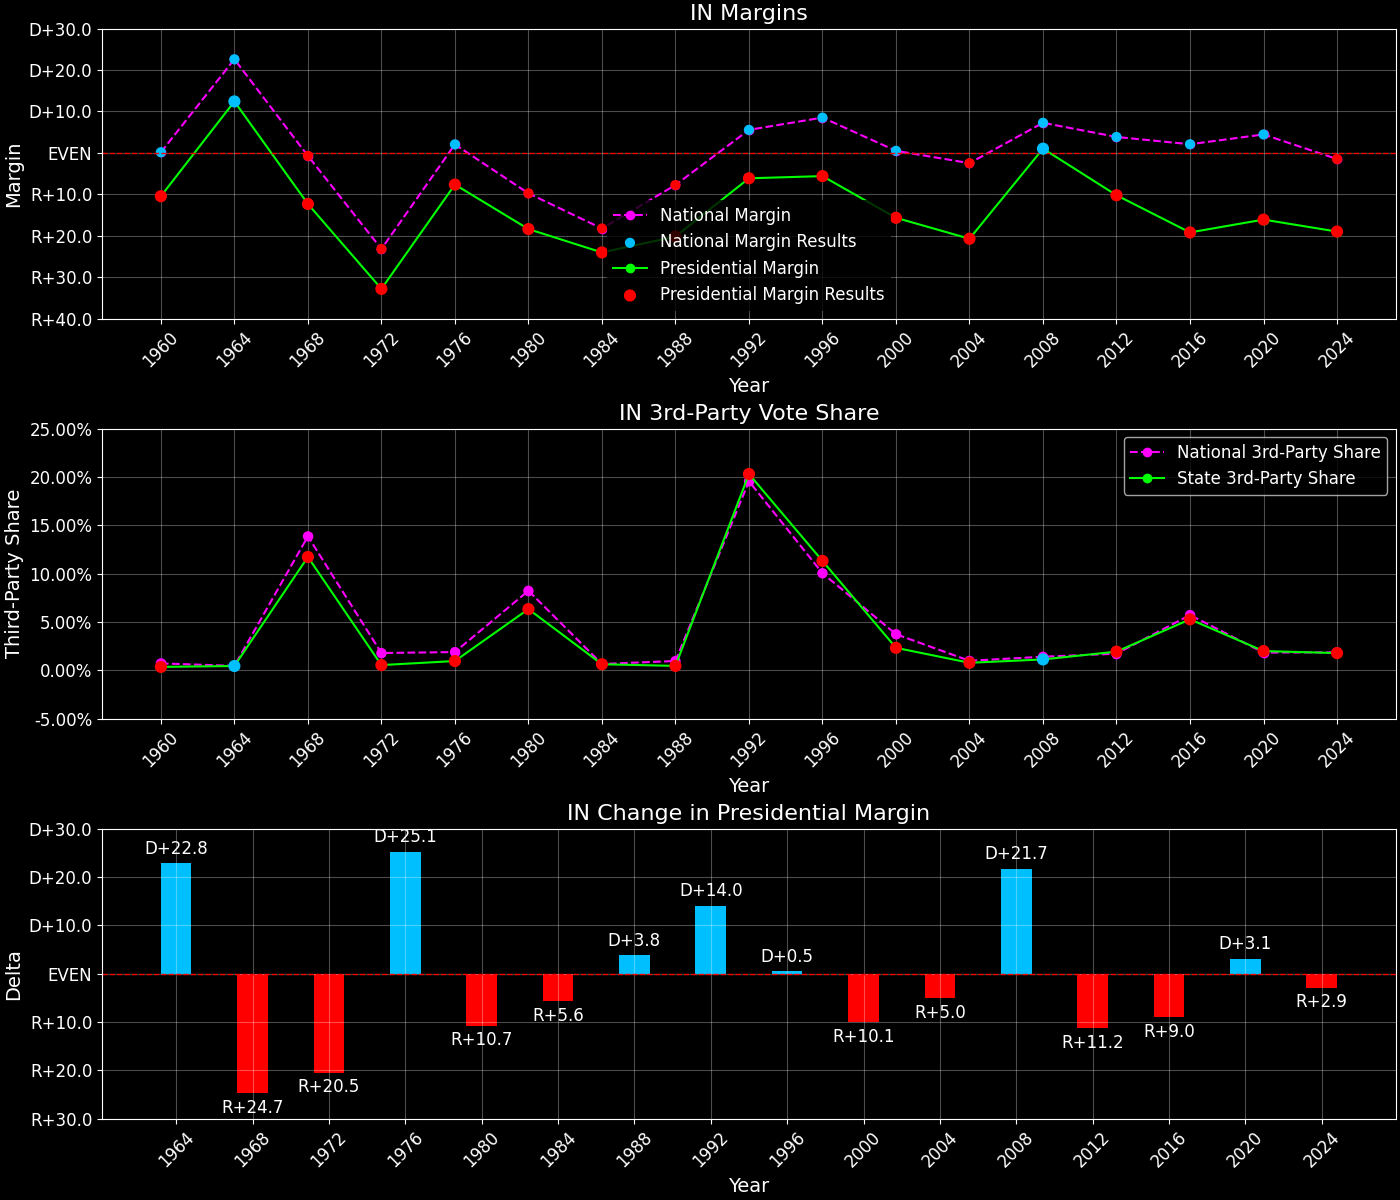 IN Margins
D+30.0
D+20.0
D+10.0
EVEN
R+10.0
R+20.0
R+30.0
R+40.0
Margin
National Margin
National Margin Results
Presidential Margin
Presidential Margin Results
1960 1964 1968 1972 1976 1980 1984 1988 1992 1996 2000 2004 2008 2012 2016 2020 2024
Year
IN 3rd-Party Vote Share
25.00%
20.00%
15.00%
10.00%
5.00%
0.00%
-5.00%
Third-Party Share
National 3rd-Party Share
State 3rd-Party Share
1960 1964 1968 1972 1976 1980 1984 1988 1992 1996 2000 2004 2008 2012 2016 2020 2024
Year
IN Change in Presidential Margin
D+30.0
D+20.0
D+10.0
EVEN
R+10.0
R+20.0
R+30.0
Delta
D+22.8
R+24.7
R+20.5
D+25.1
R+10.7
R+5.6
D+3.8
D+14.0
D+0.5
R+10.1
R+5.0
D+21.7
R+11.2
R+9.0
D+3.1
R+2.9
1964 1968 1972 1976 1980 1984 1988 1992 1996 2000 2004 2008 2012 2016 2020 2024
Year